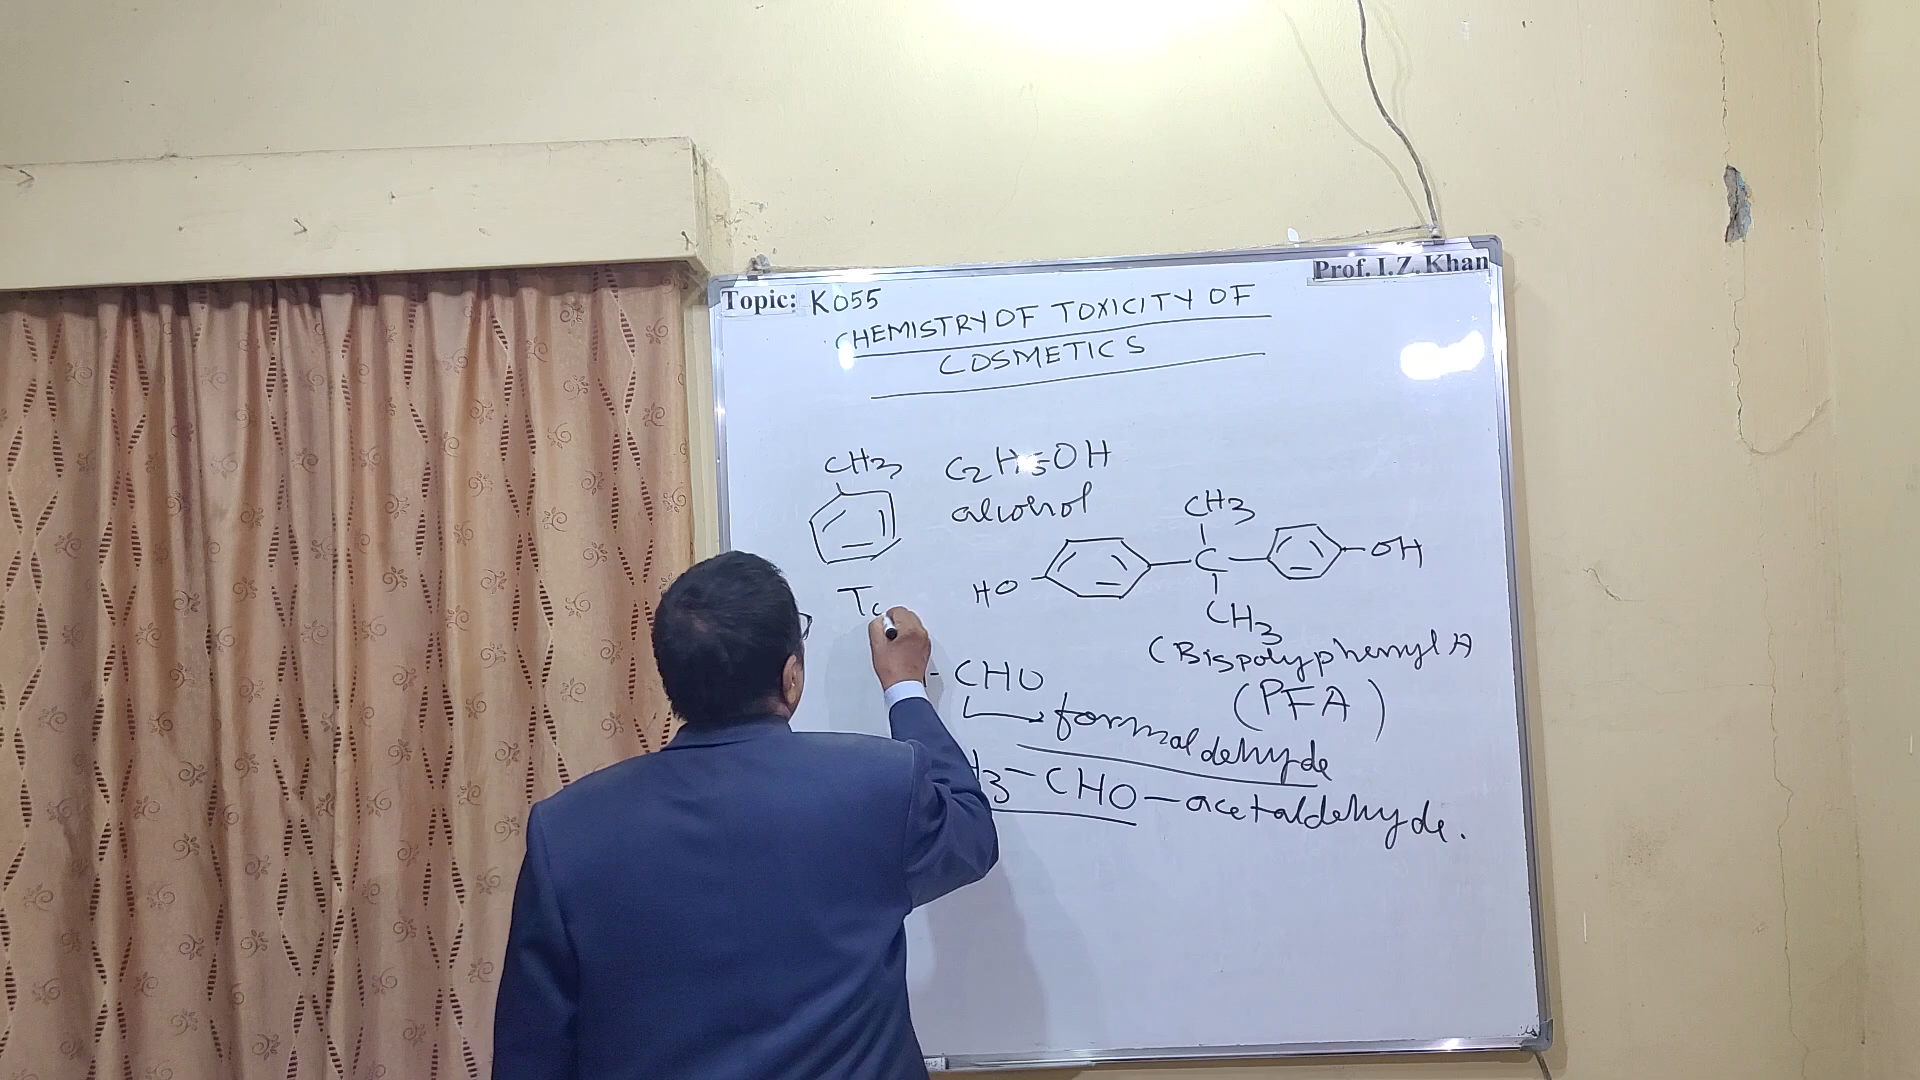 Prof. I. Z. Khan
Topic: K055
CHEMISTRY OF TOXICITY OF
COSMETICS
CH3
C2H5OH
alcohol
CH3
HO
C
OH
CH3
To
(Bispolyphenyl A
(PFA)
- CHO
formaldehyde
H3-CHO-acetaldehyde.